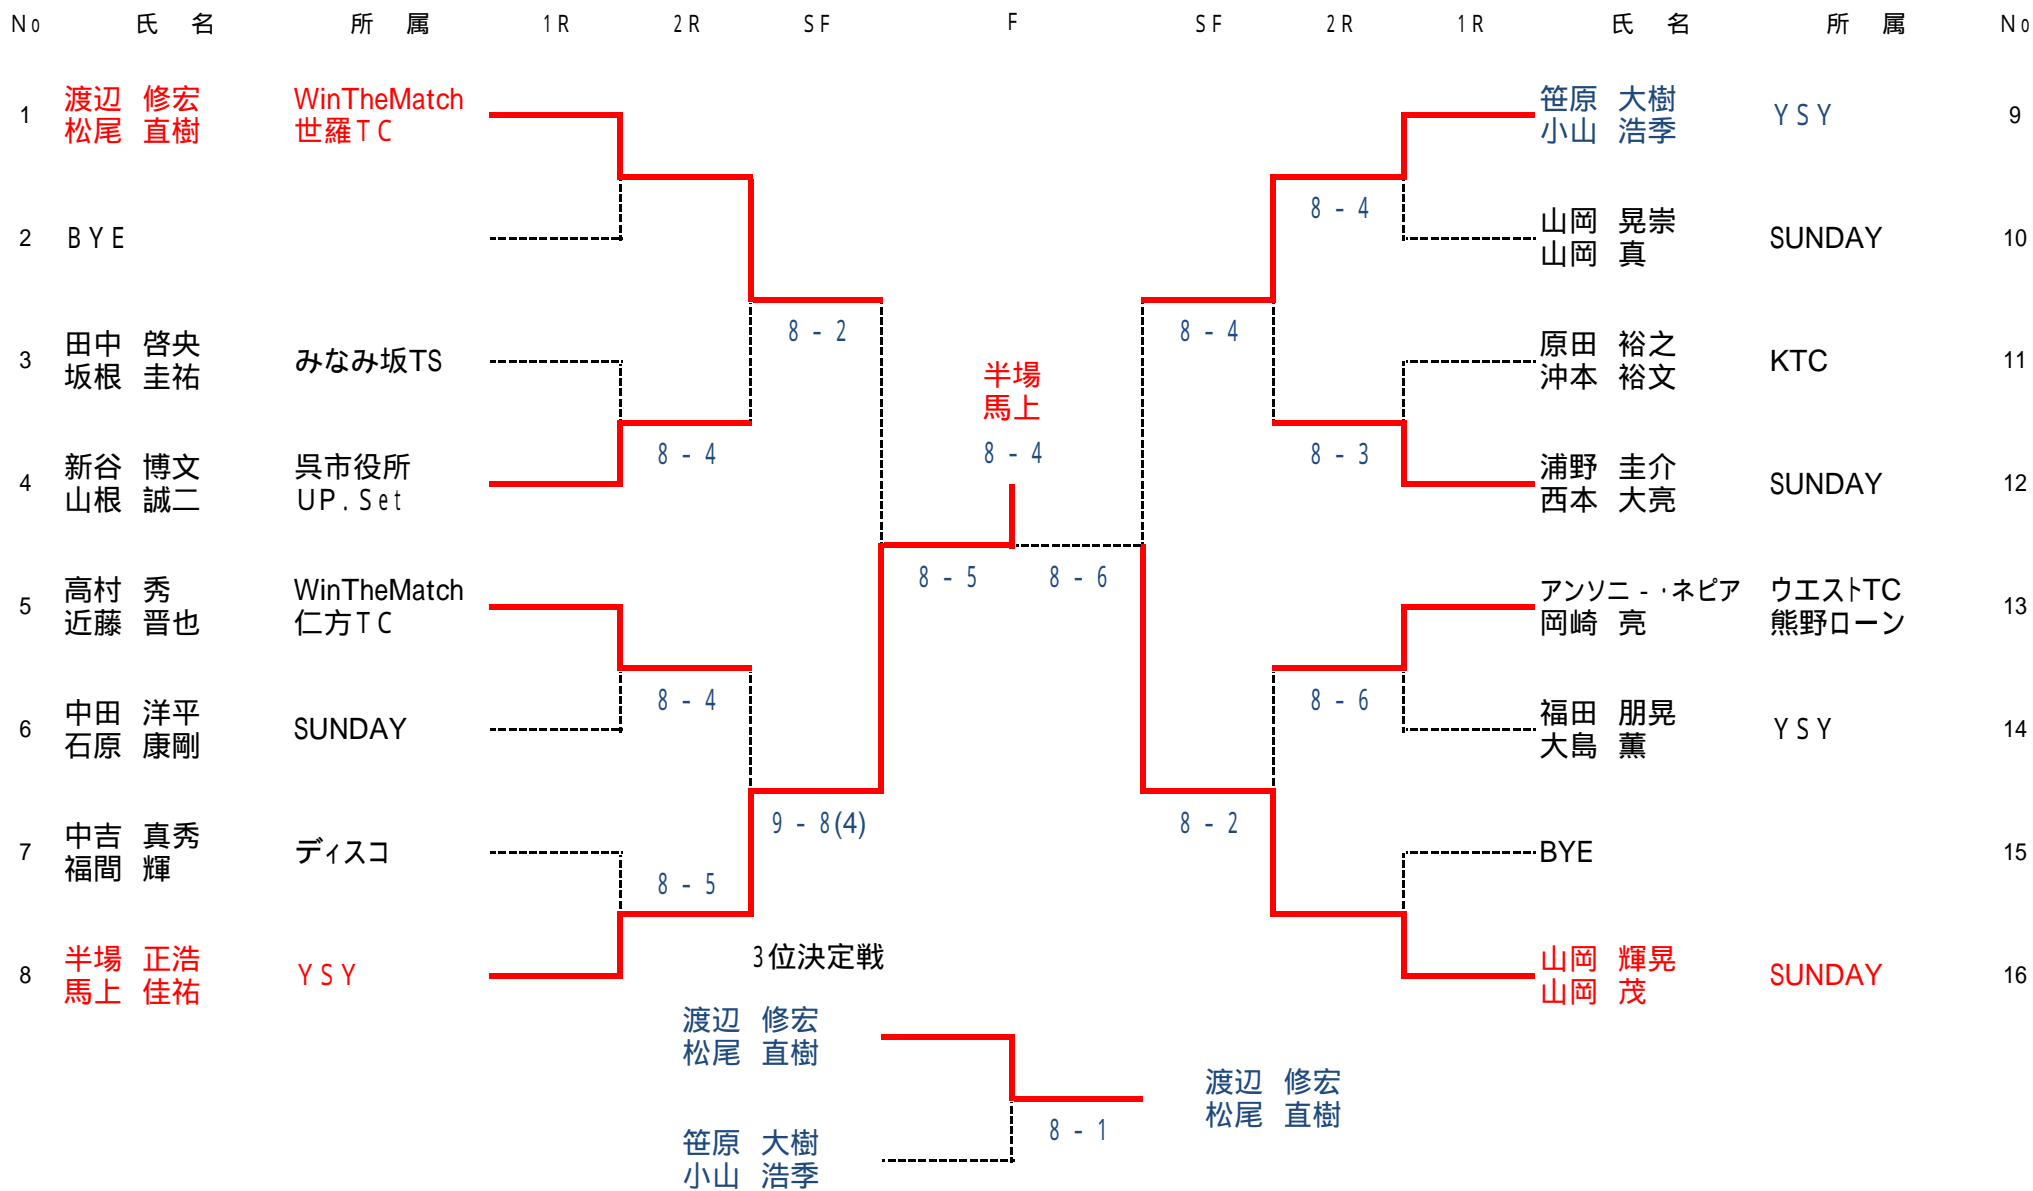 No 氏 名 所 属 1R 2R SF F SF 2R 1R 氏 名 所 属 No
1 渡辺 修宏 WinTheMatch
松尾 直樹 世羅TC
2 BYE
8 - 2
3 田中 啓央 みなみ坂TS
坂根 圭祐
8 - 4
4 新谷 博文 呉市役所
山根 誠二 UP.Set
5 高村 秀 WinTheMatch
近藤 晋也 仁方TC
8 - 4
6 中田 洋平 SUNDAY
石原 康剛
9 - 8(4)
7 中吉 真秀 ディスコ
福間 輝
8 - 5
8 半場 正浩 YSY
馬上 佳祐
半場
馬上
8 - 4
8 - 5 8 - 6
笹原 大樹 YSY 9
小山 浩季
8 - 4
山岡 晃崇 SUNDAY 10
山岡 真
8 - 4
原田 裕之 KTC 11
沖本 裕文
8 - 3
浦野 圭介 SUNDAY 12
西本 大亮
アンソニ - ・ネピア ウエストTC 13
岡崎 亮 熊野ローン
8 - 6
福田 朋晃 YSY 14
大島 薫
8 - 2
BYE 15
山岡 輝晃 SUNDAY 16
山岡 茂
3位決定戦
渡辺 修宏
松尾 直樹
渡辺 修宏
松尾 直樹
8 - 1
笹原 大樹
小山 浩季